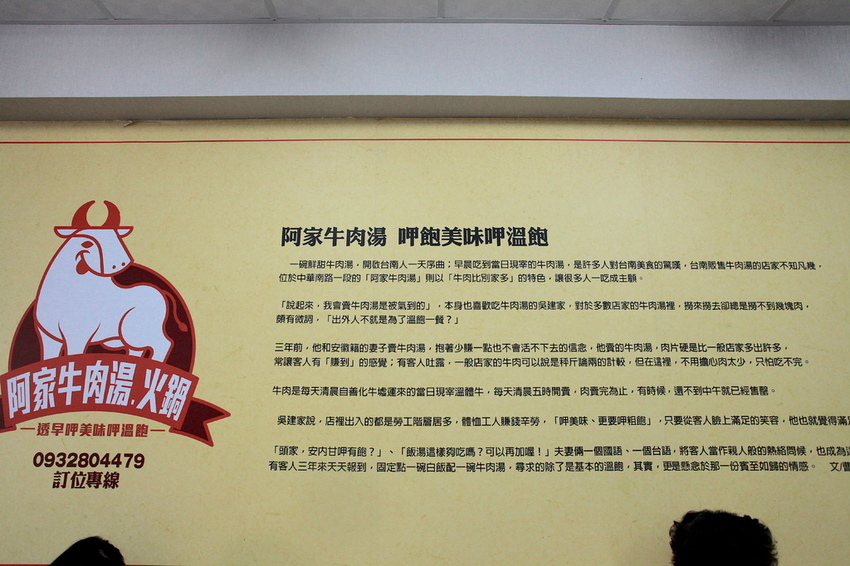 阿家牛肉湯 呷飽美味呷溫飽
一碗鮮甜牛肉湯，開啟台南人一天序曲；早晨吃到當日現宰的牛肉湯，是許多人對台南美食的驚嘆，台南販售牛肉湯的店家不知凡幾，
位於中華南路一段的「阿家牛肉湯」則以「牛肉比別家多」的特色，讓很多人一吃成主顧。
「說起來，我會賣牛肉湯是被氣到的」，本身也喜歡吃牛肉湯的吳建家，對於多數店家的牛肉湯裡，撈來撈去卻總是撈不到幾塊肉，
頗有微詞，「出外人不就是為了溫飽一餐？」
三年前，他和安徽籍的妻子賣牛肉湯，抱著少賺一點也不會活不下去的信念，他賣的牛肉湯，肉片硬是比一般店家多出許多，
常讓客人有「賺到」的感覺；有客人吐露，一般店家的牛肉可以說是秤斤論兩的計較，但在這裡，不用擔心肉太少，只怕吃不完。
牛肉是每天清晨自善化牛墟運來的當日現宰溫體牛，每天清晨五時開賣，肉賣完為止，有時候，還不到中午就已經售罄。
吳建家說，店裡出入的都是勞工階層居多，體恤工人賺錢辛勞，「呷美味、更要呷粗飽」，只要從客人臉上滿足的笑容，他也就覺得滿足
「頭家，安內甘呷有飽？」、「飯湯這樣夠吃嗎？可以再加喔！」夫妻倆一個國語、一個台語，將客人當作親人般的熱絡問候，也成為
有客人三年來天天報到，固定點一碗白飯配一碗牛肉湯，尋求的除了是基本的溫飽，其實，更是懸念於那一份賓至如歸的情感。 文/曹
阿家牛肉湯.火鍋
透早呷美味呷溫飽
0932804479
訂位專線